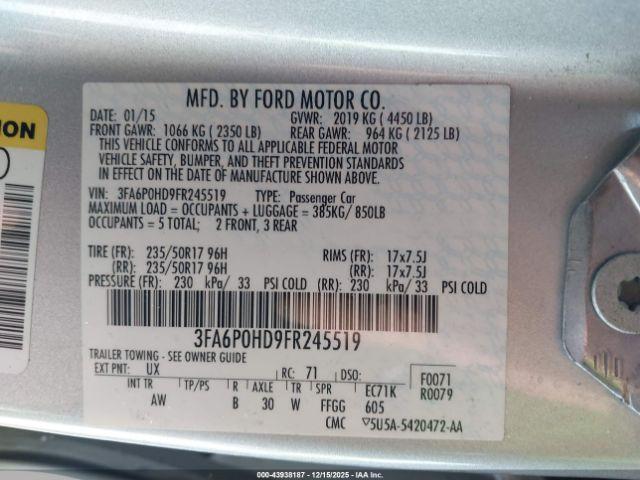 MFD. BY FORD MOTOR CO.
DATE: 01/15 GVWR: 2019 KG ( 4450 LB)
FRONT GAWR: 1066 KG ( 2350 LB) REAR GAWR: 964 KG ( 2125 LB)
THIS VEHICLE CONFORMS TO ALL APPLICABLE FEDERAL MOTOR
VEHICLE SAFETY, BUMPER, AND THEFT PREVENTION STANDARDS
IN EFFECT ON THE DATE OF MANUFACTURE SHOWN ABOVE.
VIN: 3FA6P0HD9FR245519 TYPE: Passenger Car
MAXIMUM LOAD = OCCUPANTS + LUGGAGE = 385KG/ 850LB
OCCUPANTS = 5 TOTAL; 2 FRONT, 3 REAR
TIRE (FR): 235/50R17 96H RIMS (FR): 17x7.5J
(RR): 235/50R17 96H (RR): 17x7.5J
PRESSURE (FR): 230 kPa/ 33 PSI COLD (RR): 230 kPa/ 33 PSI COLD
3FA6P0HD9FR245519
TRAILER TOWING - SEE OWNER GUIDE
EXT PNT: UX RC: 71 DSO: F0071
R0079
INT TR TP/PS R AXLE TR SPR EC71K
AW B 30 W FFGG 605
CMC 5U5A-5420472-AA
ION
000-43938187 - 12/15/2025 - IAAI.COM